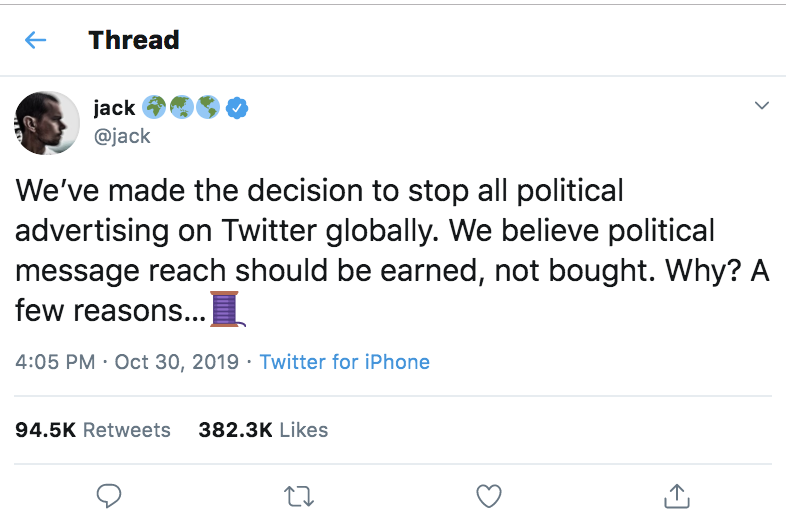 Thread
jack 🌍🌏🌎
@jack
We’ve made the decision to stop all political
advertising on Twitter globally. We believe political
message reach should be earned, not bought. Why? A
few reasons…🧵
4:05 PM · Oct 30, 2019 · Twitter for iPhone
94.5K Retweets 382.3K Likes